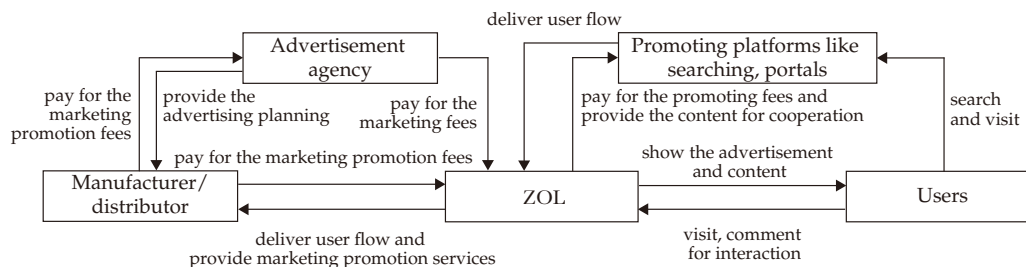 deliver user flow
Advertisement
agency
Promoting platforms like
searching, portals
pay for the
marketing
promotion fees
provide the
advertising planning
pay for the
marketing fees
pay for the promoting fees and
provide the content for cooperation
search
and visit
pay for the marketing promotion fees
show the advertisement
and content
Manufacturer/
distributor
ZOL
Users
deliver user flow and
provide marketing promotion services
visit, comment
for interaction